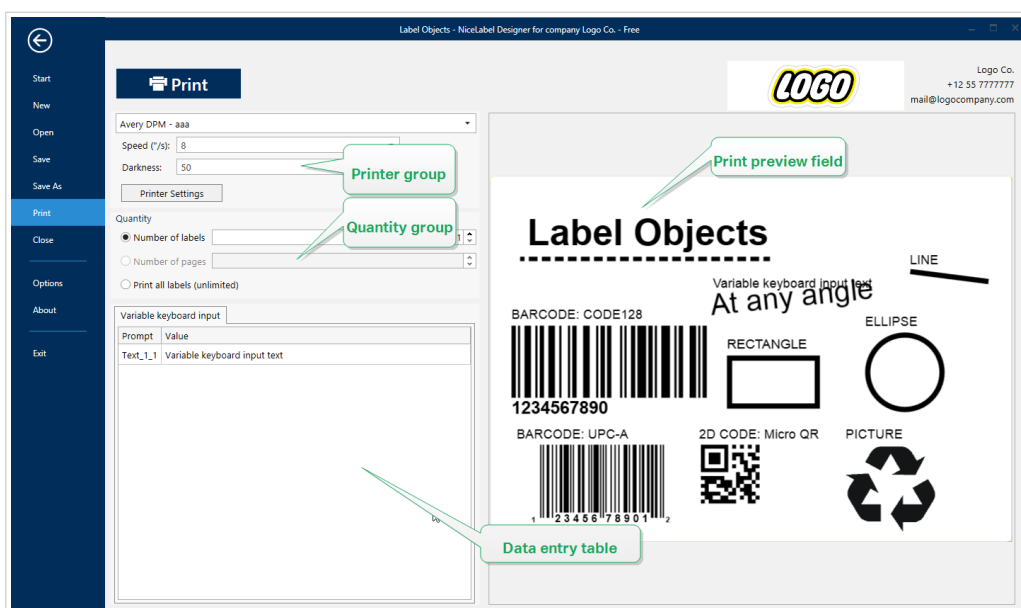 Label Objects - NiceLabel Designer for company Logo Co. - Free
Start
New
Open
Save
Save As
Print
Close
Options
About
Exit
Print
LOGO
Logo Co.
+12 55 7777777
mail@logocompany.com
Avery DPM - aaa
Speed ("/s): 8
Darkness: 50
Printer Settings
Printer group
Quantity
Number of labels 1
Number of pages
Print all labels (unlimited)
Quantity group
Variable keyboard input
Prompt Value
Text_1_1 Variable keyboard input text
Data entry table
Print preview field
Label Objects
LINE
Variable keyboard input text
At any angle
BARCODE: CODE128
1234567890
RECTANGLE
ELLIPSE
BARCODE: UPC-A
1 23456 78901 2
2D CODE: Micro QR
PICTURE